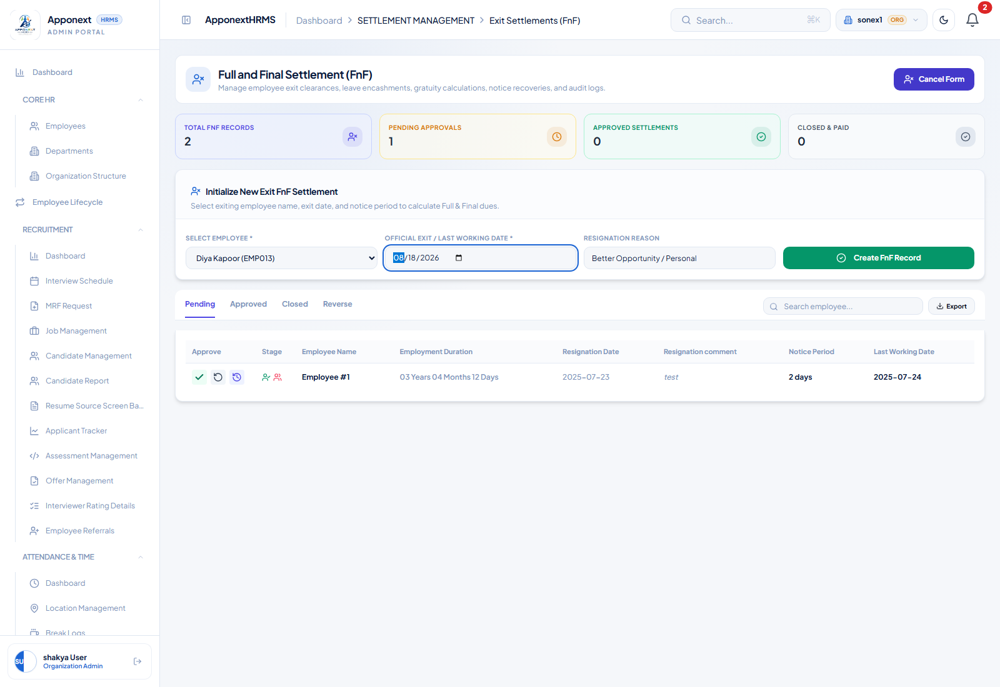 Apponext HRMS
ADMIN PORTAL
Dashboard
CORE HR
Employees
Departments
Organization Structure
Employee Lifecycle
RECRUITMENT
Dashboard
Interview Schedule
MRF Request
Job Management
Candidate Management
Candidate Report
Resume Source Screen Ba...
Applicant Tracker
Assessment Management
Offer Management
Interviewer Rating Details
Employee Referrals
ATTENDANCE & TIME
Dashboard
Location Management
Break Logs
SU
shakya User
Organization Admin
ApponextHRMS
Dashboard > SETTLEMENT MANAGEMENT > Exit Settlements (FnF)
Search... ⌘K
sonex1 ORG
2
Full and Final Settlement (FnF)
Manage employee exit clearances, leave encashments, gratuity calculations, notice recoveries, and audit logs.
Cancel Form
TOTAL FNF RECORDS
2
PENDING APPROVALS
1
APPROVED SETTLEMENTS
0
CLOSED & PAID
0
Initialize New Exit FnF Settlement
Select exiting employee name, exit date, and notice period to calculate Full & Final dues.
SELECT EMPLOYEE *
Diya Kapoor (EMP013)
OFFICIAL EXIT / LAST WORKING DATE *
08/18/2026
RESIGNATION REASON
Better Opportunity / Personal
Create FnF Record
Pending Approved Closed Reverse
Search employee...
Export
Approve Stage Employee Name Employment Duration Resignation Date Resignation comment Notice Period Last Working Date
Employee #1 03 Years 04 Months 12 Days 2025-07-23 test 2 days 2025-07-24